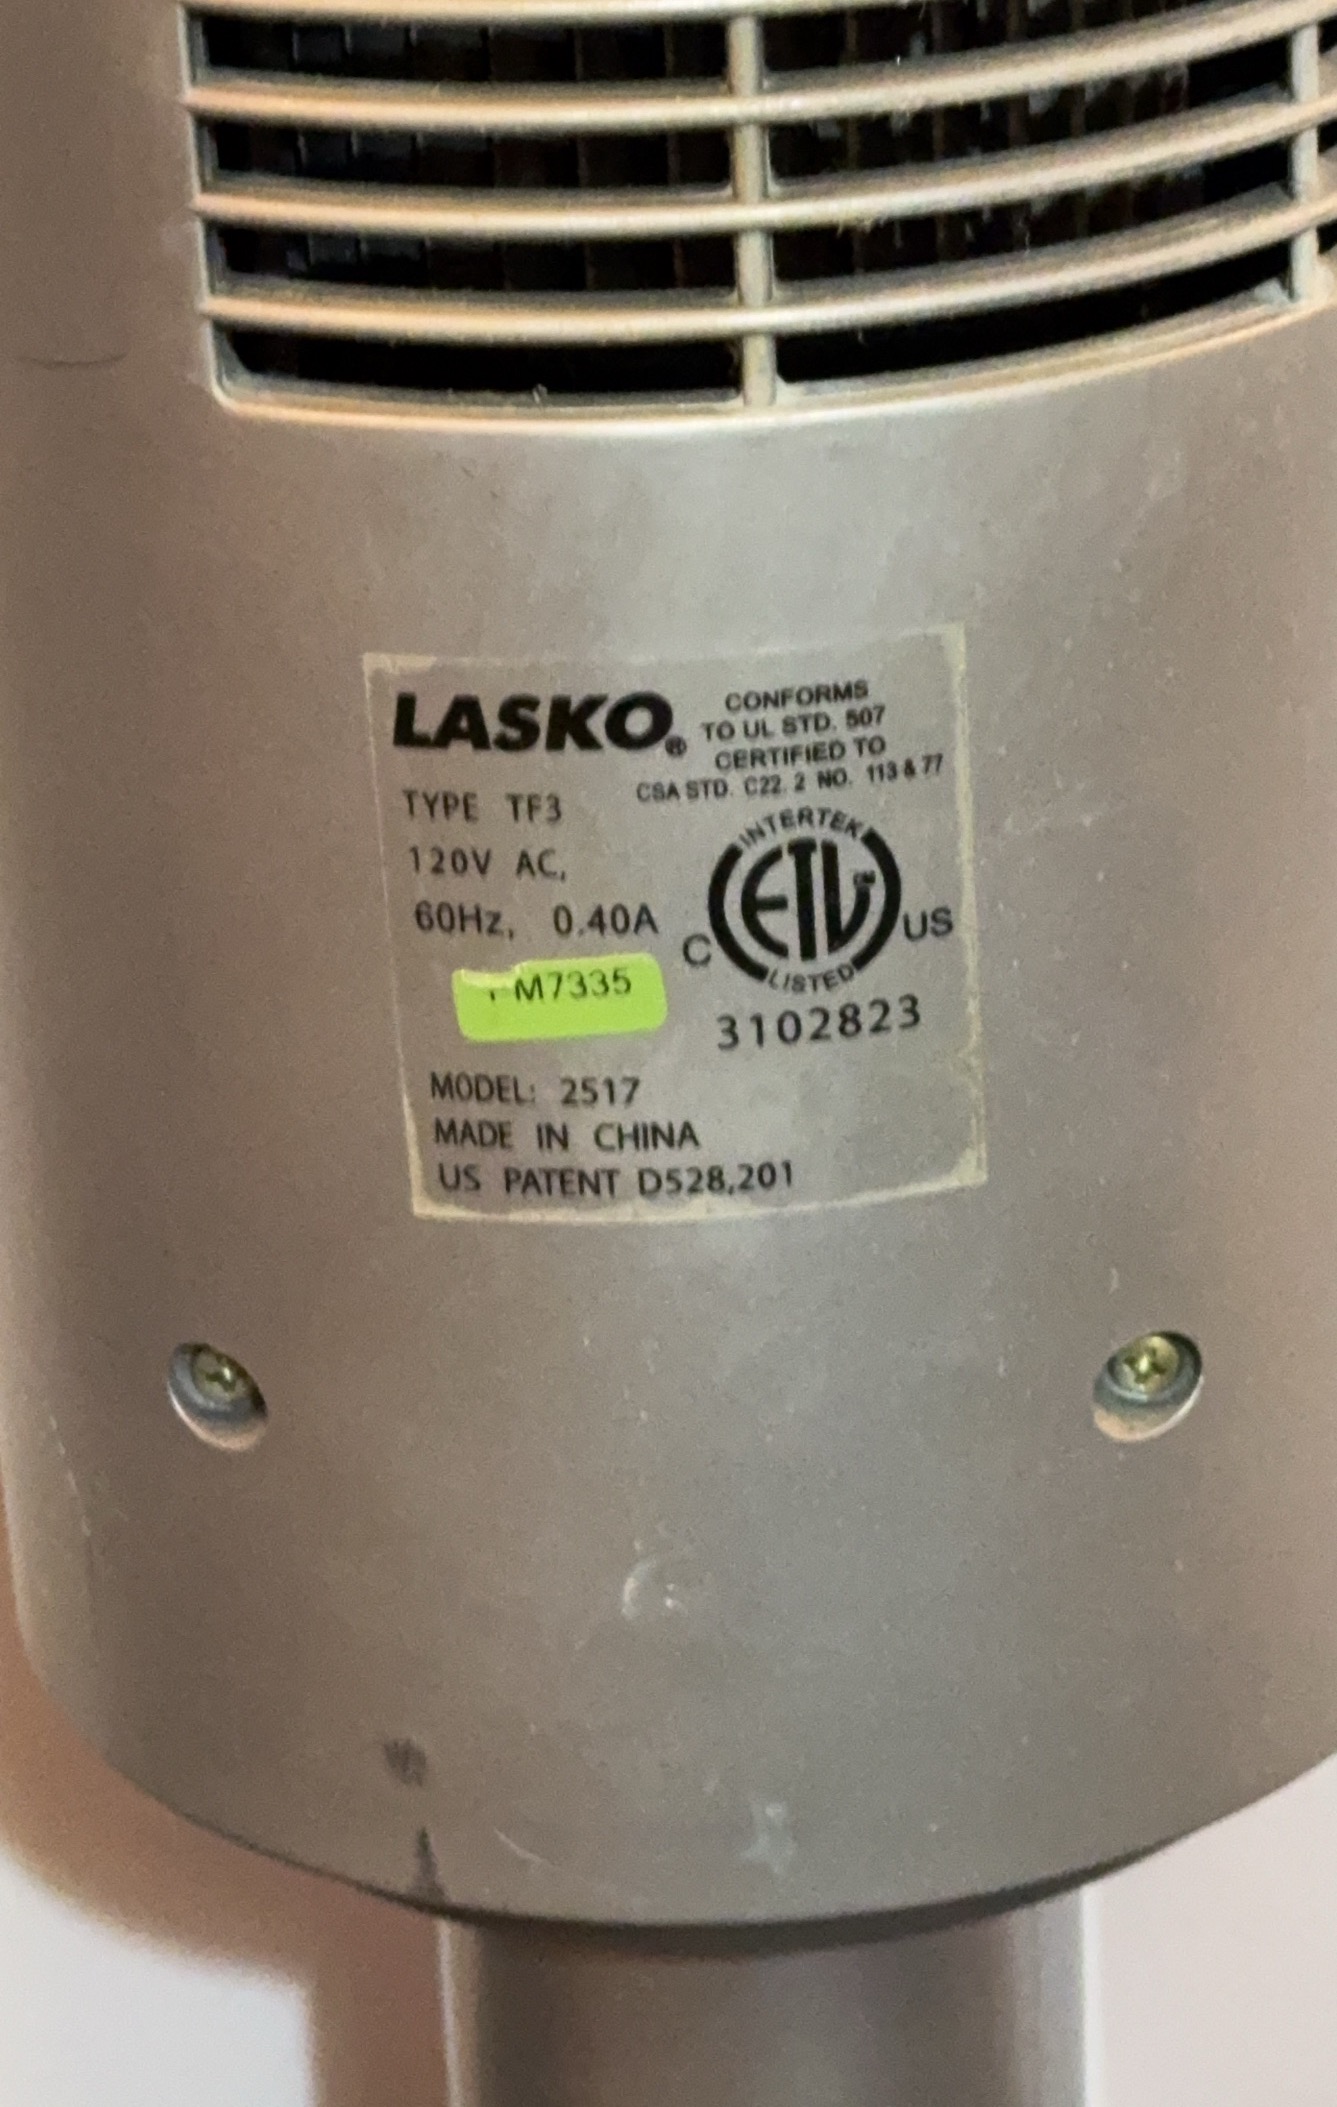 LASKO®
CONFORMS
TO UL STD. 507
CERTIFIED TO
CSA STD. C22.2 NO. 113 & 77
TYPE TF3
120V AC,
60Hz, 0.40A
M7335
INTERTEK
C ETL US
LISTED
3102823
MODEL: 2517
MADE IN CHINA
US PATENT D528,201